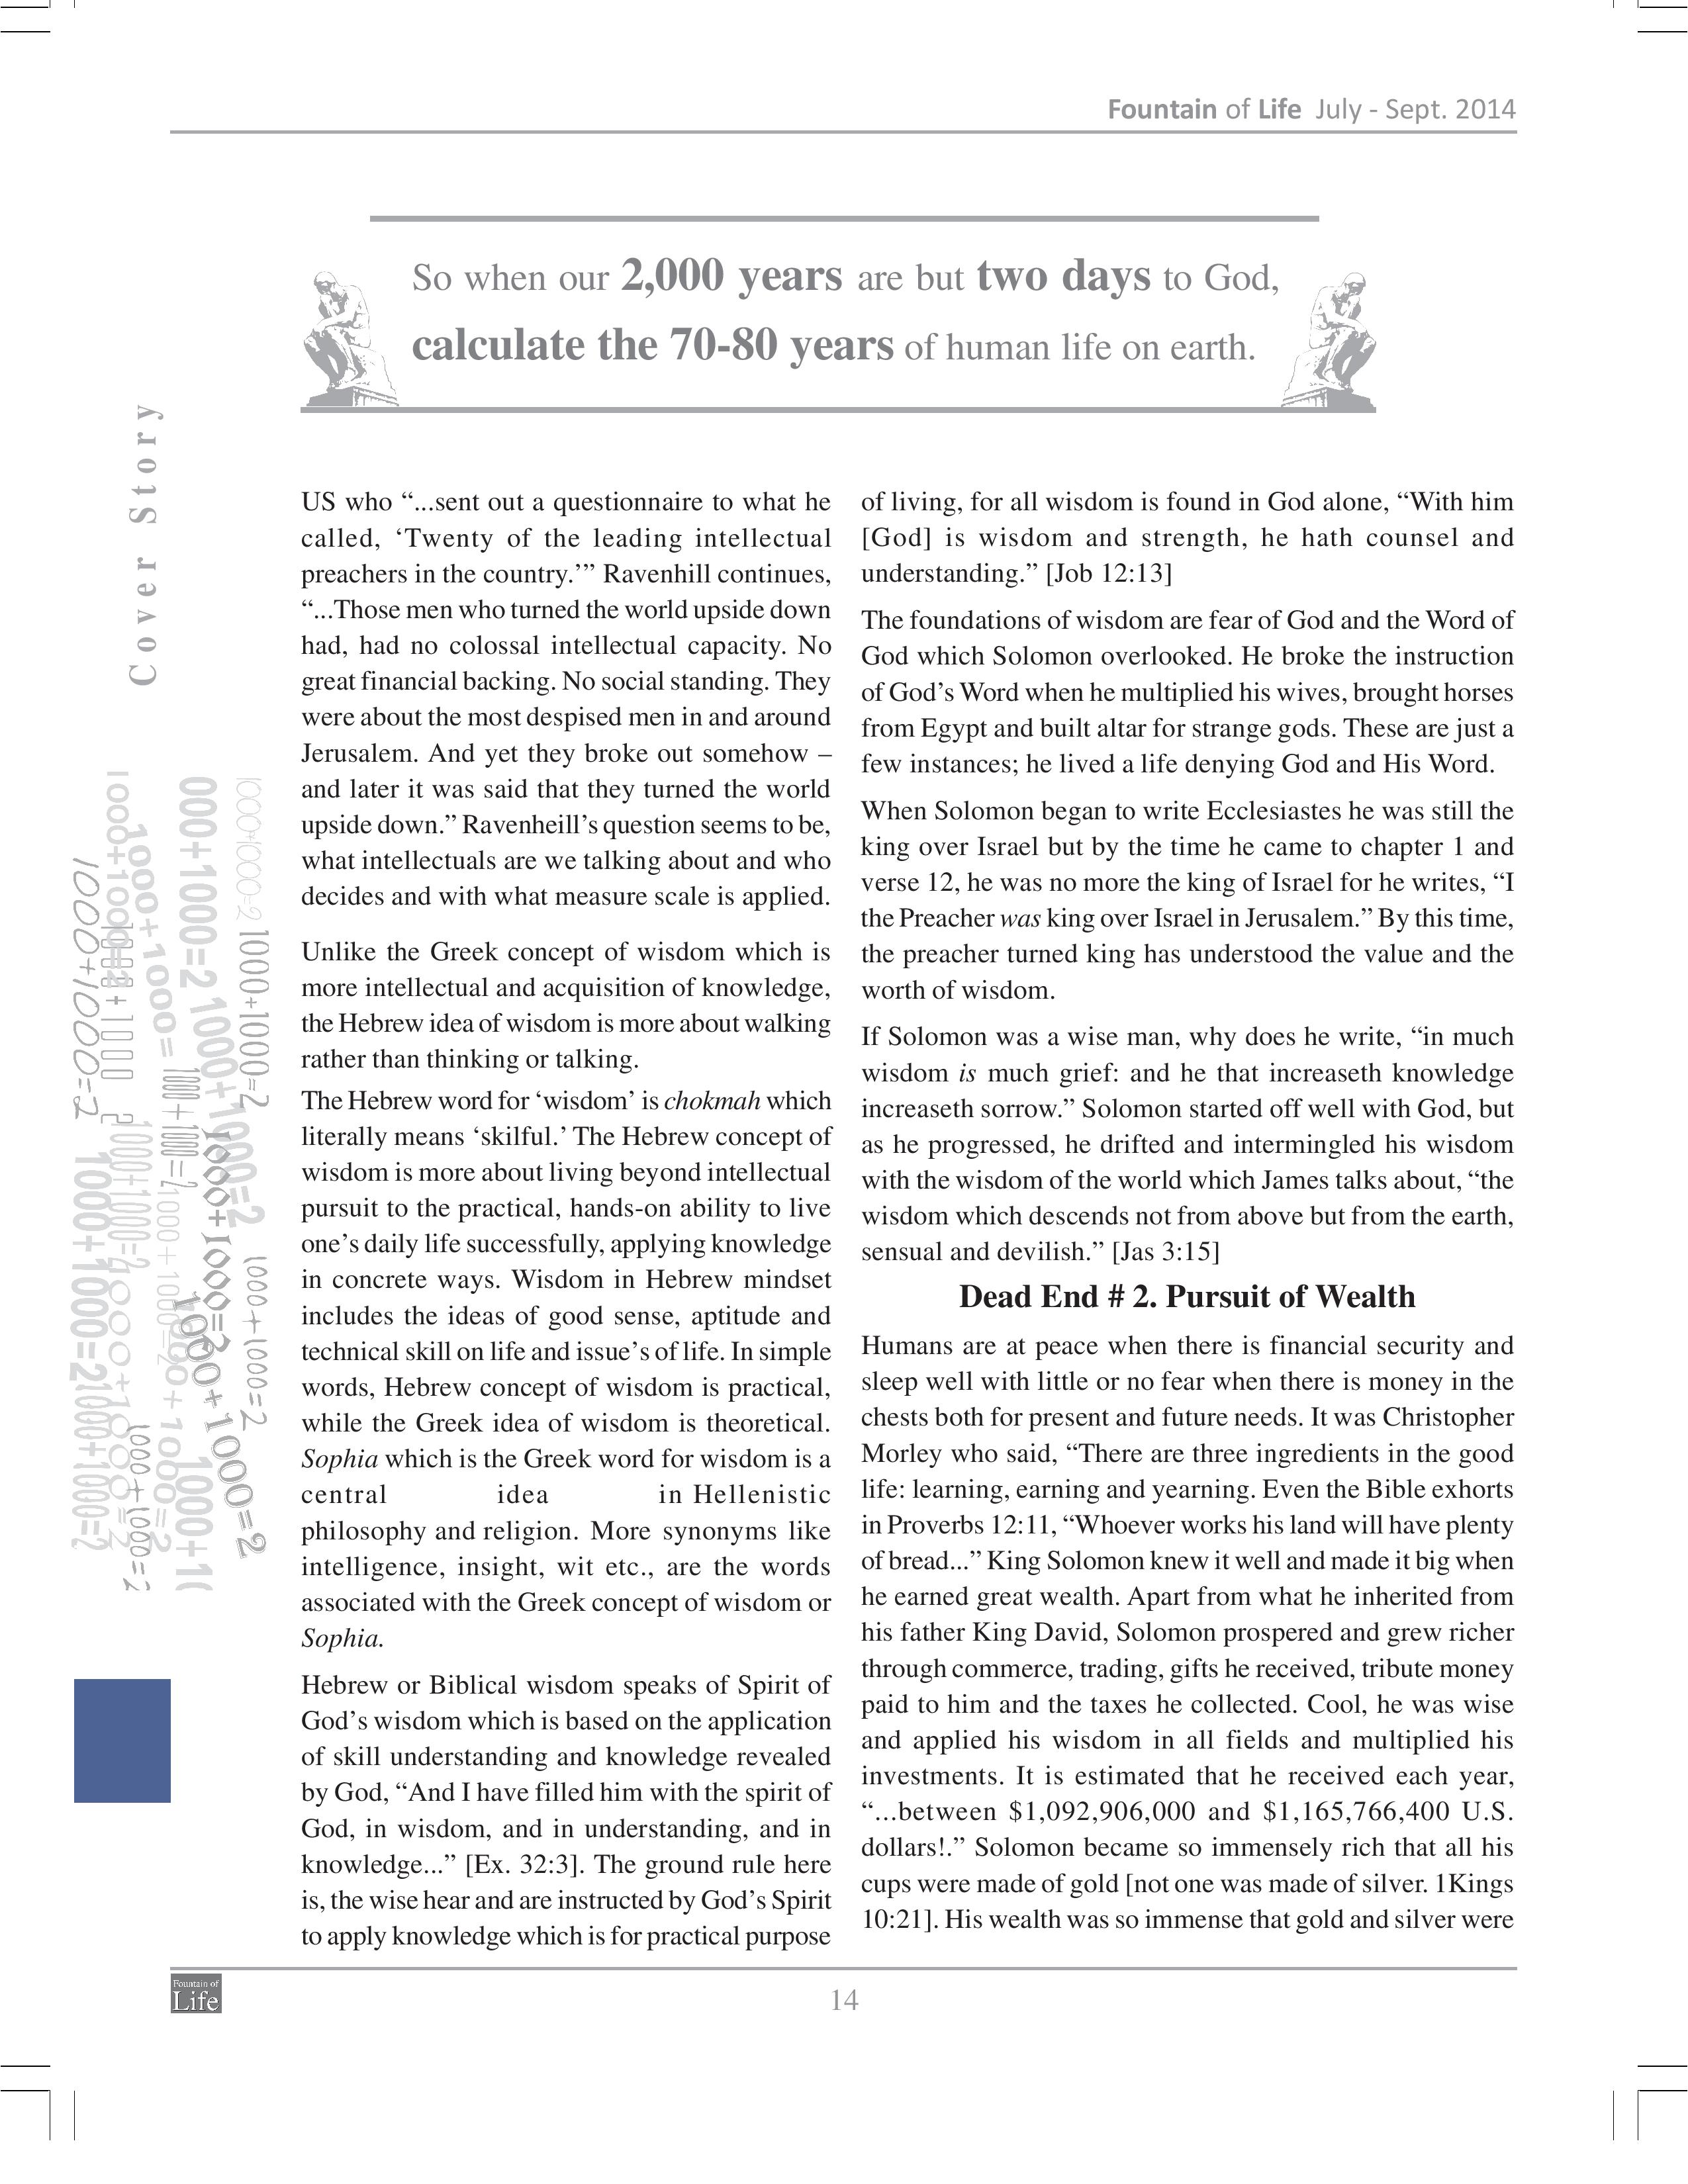 Fountain of Life July - Sept. 2014
So when our 2,000 years are but two days to God,
calculate the 70-80 years of human life on earth.
Cover Story
US who “...sent out a questionnaire to what he
called, ‘Twenty of the leading intellectual
preachers in the country.’” Ravenhill continues,
“...Those men who turned the world upside down
had, had no colossal intellectual capacity. No
great financial backing. No social standing. They
were about the most despised men in and around
Jerusalem. And yet they broke out somehow –
and later it was said that they turned the world
upside down.” Ravenheill’s question seems to be,
what intellectuals are we talking about and who
decides and with what measure scale is applied.
Unlike the Greek concept of wisdom which is
more intellectual and acquisition of knowledge,
the Hebrew idea of wisdom is more about walking
rather than thinking or talking.
The Hebrew word for ‘wisdom’ is chokmah which
literally means ‘skilful.’ The Hebrew concept of
wisdom is more about living beyond intellectual
pursuit to the practical, hands-on ability to live
one’s daily life successfully, applying knowledge
in concrete ways. Wisdom in Hebrew mindset
includes the ideas of good sense, aptitude and
technical skill on life and issue’s of life. In simple
words, Hebrew concept of wisdom is practical,
while the Greek idea of wisdom is theoretical.
Sophia which is the Greek word for wisdom is a
central idea in Hellenistic
philosophy and religion. More synonyms like
intelligence, insight, wit etc., are the words
associated with the Greek concept of wisdom or
Sophia.
Hebrew or Biblical wisdom speaks of Spirit of
God’s wisdom which is based on the application
of skill understanding and knowledge revealed
by God, “And I have filled him with the spirit of
God, in wisdom, and in understanding, and in
knowledge...” [Ex. 32:3]. The ground rule here
is, the wise hear and are instructed by God’s Spirit
to apply knowledge which is for practical purpose
of living, for all wisdom is found in God alone, “With him
[God] is wisdom and strength, he hath counsel and
understanding.” [Job 12:13]
The foundations of wisdom are fear of God and the Word of
God which Solomon overlooked. He broke the instruction
of God’s Word when he multiplied his wives, brought horses
from Egypt and built altar for strange gods. These are just a
few instances; he lived a life denying God and His Word.
When Solomon began to write Ecclesiastes he was still the
king over Israel but by the time he came to chapter 1 and
verse 12, he was no more the king of Israel for he writes, “I
the Preacher was king over Israel in Jerusalem.” By this time,
the preacher turned king has understood the value and the
worth of wisdom.
If Solomon was a wise man, why does he write, “in much
wisdom is much grief: and he that increaseth knowledge
increaseth sorrow.” Solomon started off well with God, but
as he progressed, he drifted and intermingled his wisdom
with the wisdom of the world which James talks about, “the
wisdom which descends not from above but from the earth,
sensual and devilish.” [Jas 3:15]
Dead End # 2. Pursuit of Wealth
Humans are at peace when there is financial security and
sleep well with little or no fear when there is money in the
chests both for present and future needs. It was Christopher
Morley who said, “There are three ingredients in the good
life: learning, earning and yearning. Even the Bible exhorts
in Proverbs 12:11, “Whoever works his land will have plenty
of bread...” King Solomon knew it well and made it big when
he earned great wealth. Apart from what he inherited from
his father King David, Solomon prospered and grew richer
through commerce, trading, gifts he received, tribute money
paid to him and the taxes he collected. Cool, he was wise
and applied his wisdom in all fields and multiplied his
investments. It is estimated that he received each year,
“...between $1,092,906,000 and $1,165,766,400 U.S.
dollars!.” Solomon became so immensely rich that all his
cups were made of gold [not one was made of silver. 1Kings
10:21]. His wealth was so immense that gold and silver were
1000+1000=2
1000+1000=2
1000+1000=2
1000+1000=2
1000+1000=2
1000+1000=2
Fountain of
Life
14